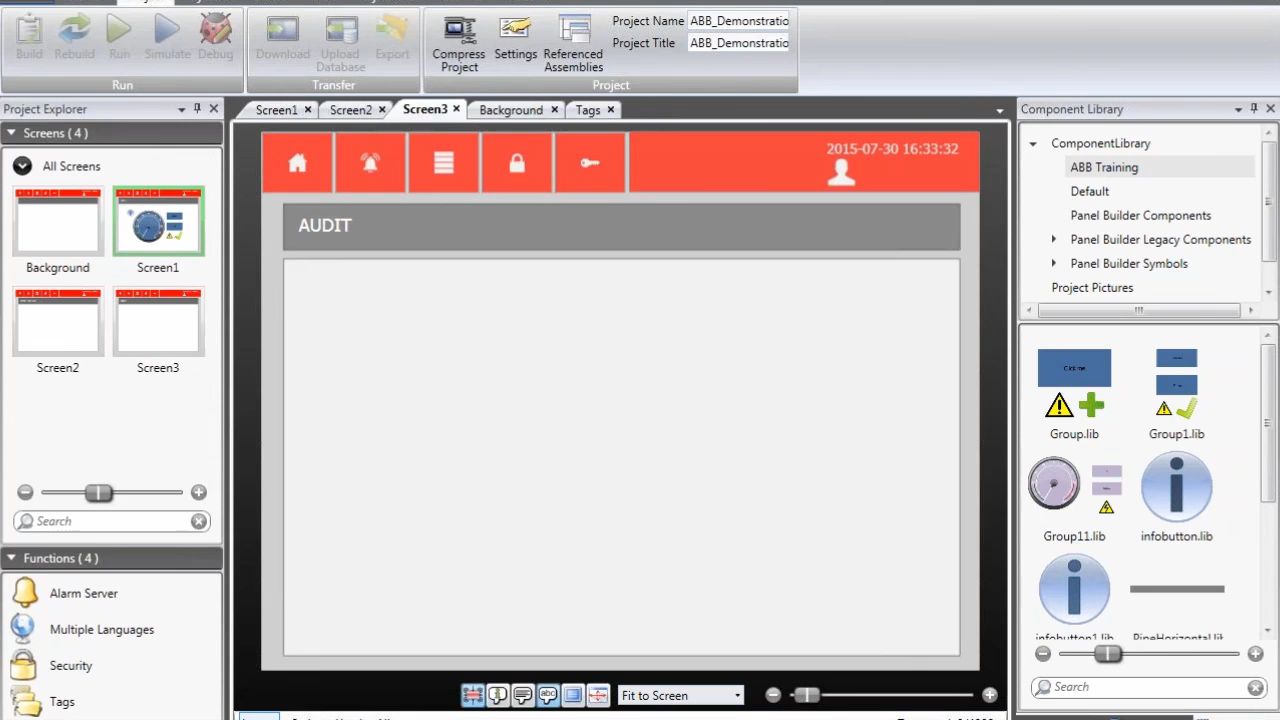 Build
Rebuild
Run
Simulate
Debug
Run
Download
Upload Database
Export
Transfer
Compress Project
Settings
Referenced Assemblies
Project Name ABB_Demonstratio
Project Title ABB_Demonstratio
Project
Project Explorer
Screens ( 4 )
All Screens
Background
Screen1
Screen2
Screen3
Search
Functions ( 4 )
Alarm Server
Multiple Languages
Security
Tags
Screen1
Screen2
Screen3
Background
Tags
2015-07-30 16:33:32
AUDIT
Fit to Screen
Component Library
ComponentLibrary
ABB Training
Default
Panel Builder Components
Panel Builder Legacy Components
Panel Builder Symbols
Project Pictures
Group.lib
Group1.lib
Group11.lib
infobutton.lib
infobutton1.lib
PipeHorizontal.lib
Search